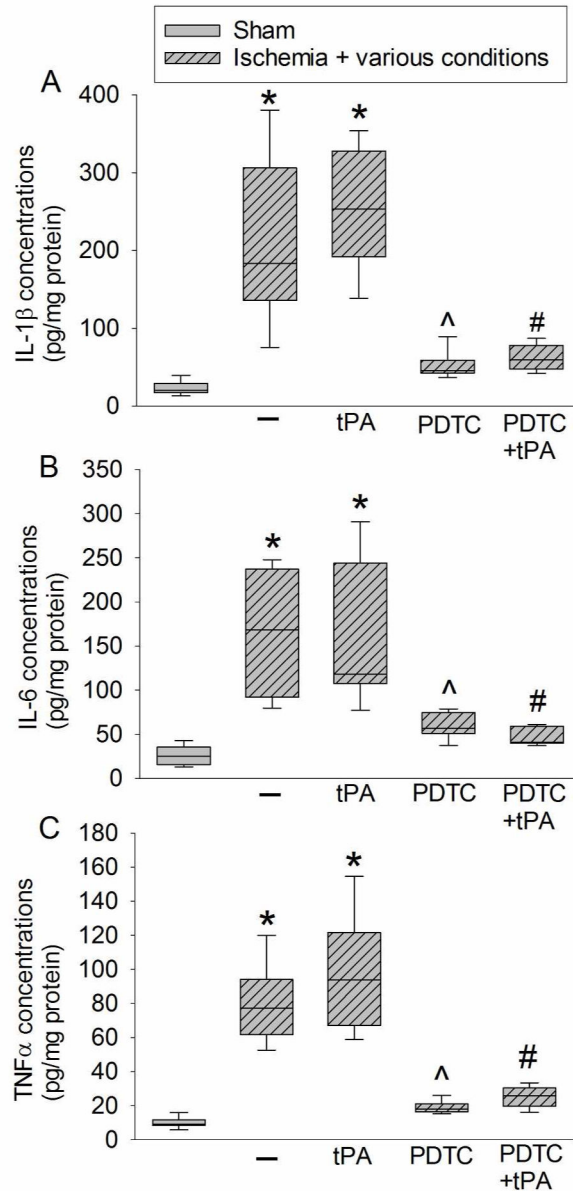 Sham
Ischemia + various conditions
A
IL-1β concentrations
(pg/mg protein)
400
300
200
100
0
*
*
^
#
–
tPA
PDTC
PDTC
+tPA
B
IL-6 concentrations
(pg/mg protein)
350
300
250
200
150
100
50
0
*
*
^
#
–
tPA
PDTC
PDTC
+tPA
C
TNFα concentrations
(pg/mg protein)
180
160
140
120
100
80
60
40
20
0
*
*
^
#
–
tPA
PDTC
PDTC
+tPA